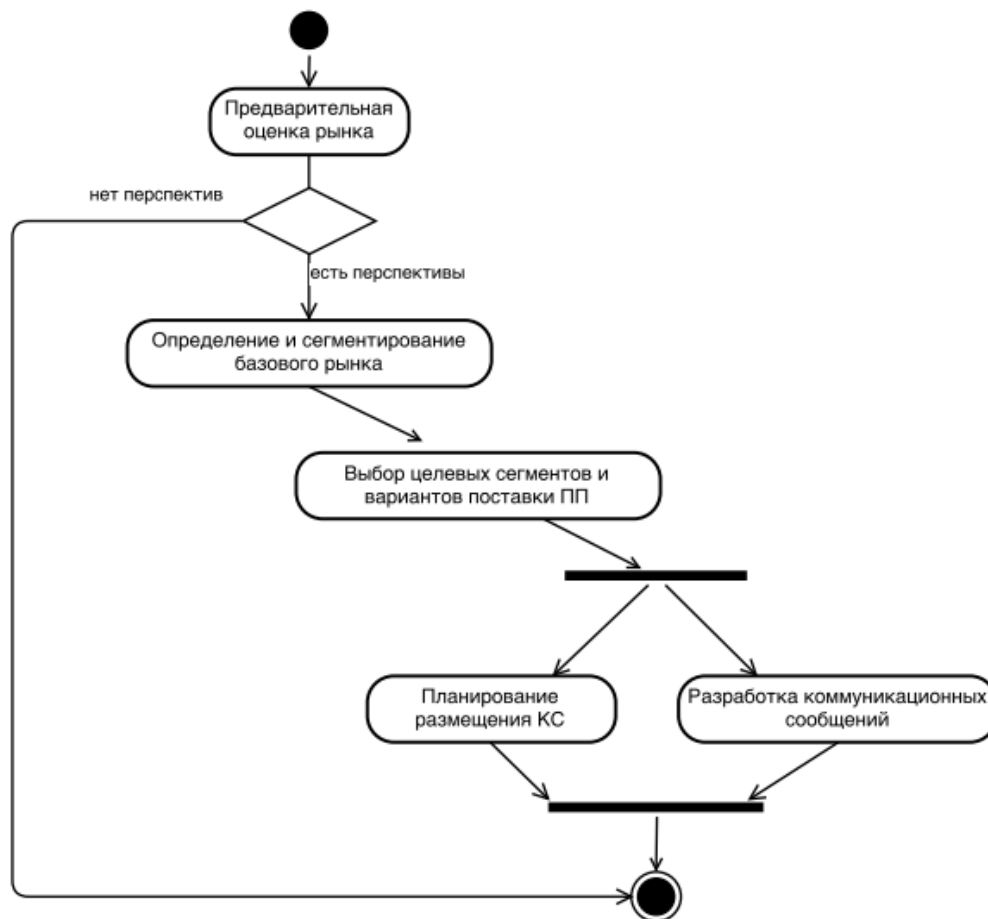 Предварительная
оценка рынка
нет перспектив
есть перспективы
Определение и сегментирование
базового рынка
Выбор целевых сегментов и
вариантов поставки ПП
Планирование
размещения КС
Разработка коммуникационных
сообщений